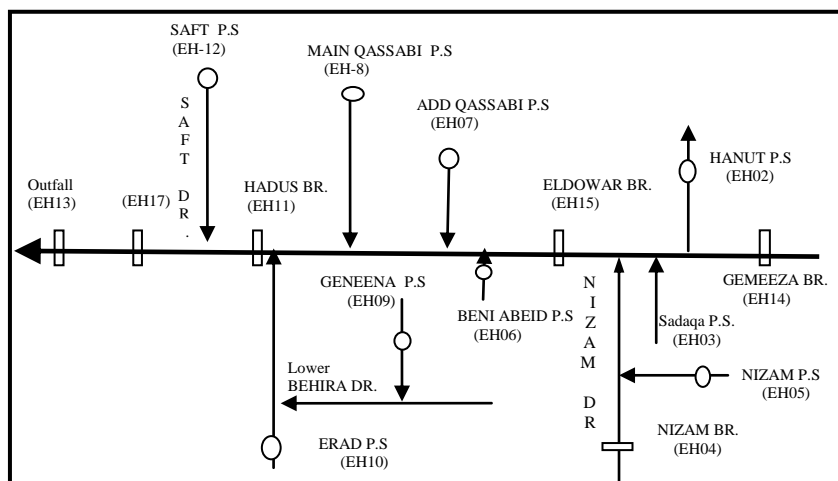 SAFT P.S
(EH-12)
MAIN QASSABI P.S
(EH-8)
ADD QASSABI P.S
(EH07)
HANUT P.S
(EH02)
SAFT DR.
Outfall
(EH13)
(EH17)
HADUS BR.
(EH11)
ELDOWAR BR.
(EH15)
GEMEEZA BR.
(EH14)
GENEENA P.S
(EH09)
BENI ABEID P.S
(EH06)
NIZAM DR
Sadaqa P.S.
(EH03)
Lower
BEHIRA DR.
NIZAM P.S
(EH05)
ERAD P.S
(EH10)
NIZAM BR.
(EH04)